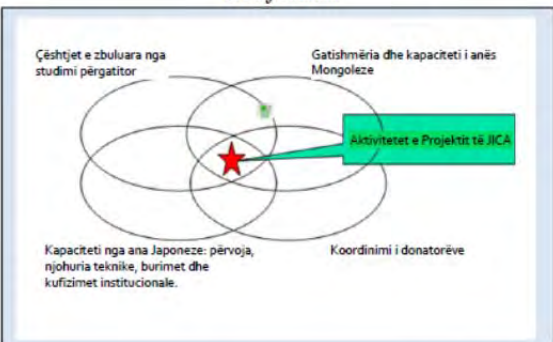 Çështjet e zbuluara nga
studimi përgatitor
Gatishmëria dhe kapaciteti i anës
Mongoleze
Aktivitetet e Projektit të JICA
Kapaciteti nga ana Japoneze: përvoja,
njohuria teknike, burimet dhe
kufizimet institucionale.
Koordinimi i donatorëve